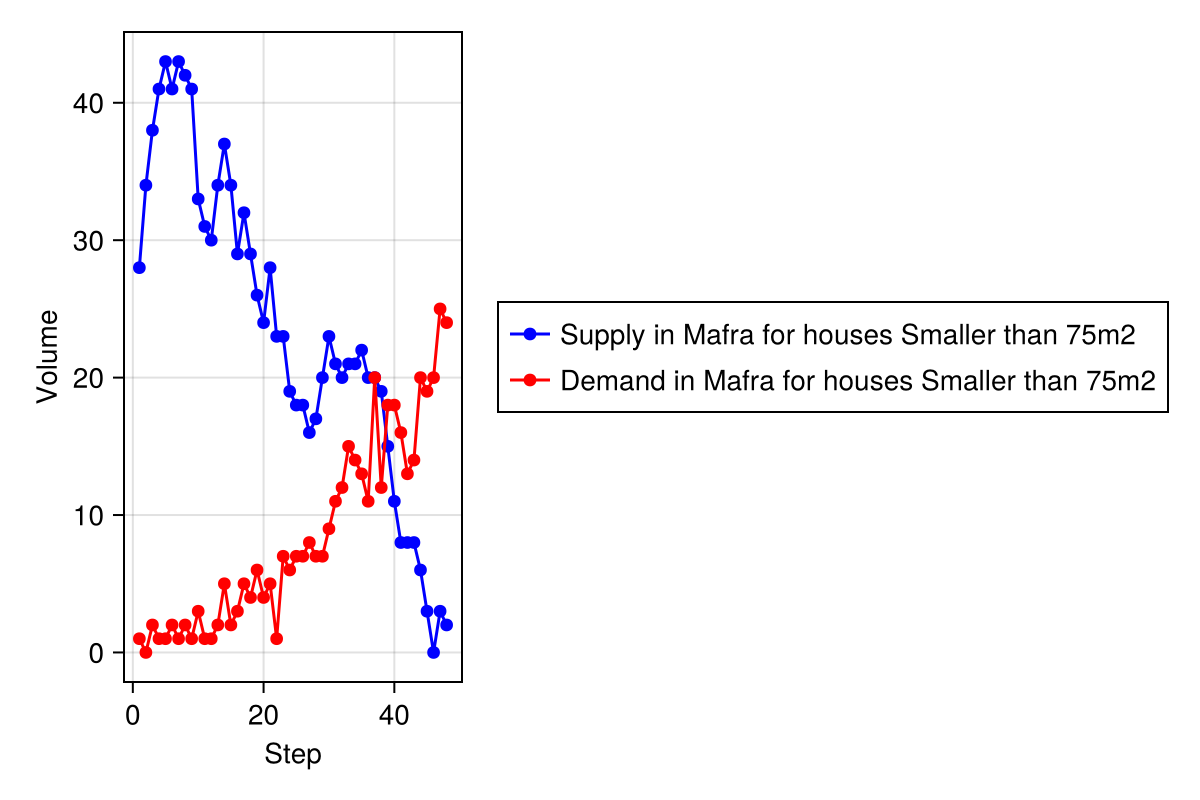 Volume
40
30
20
10
0
0 20 40
Step
Supply in Mafra for houses Smaller than 75m2
Demand in Mafra for houses Smaller than 75m2